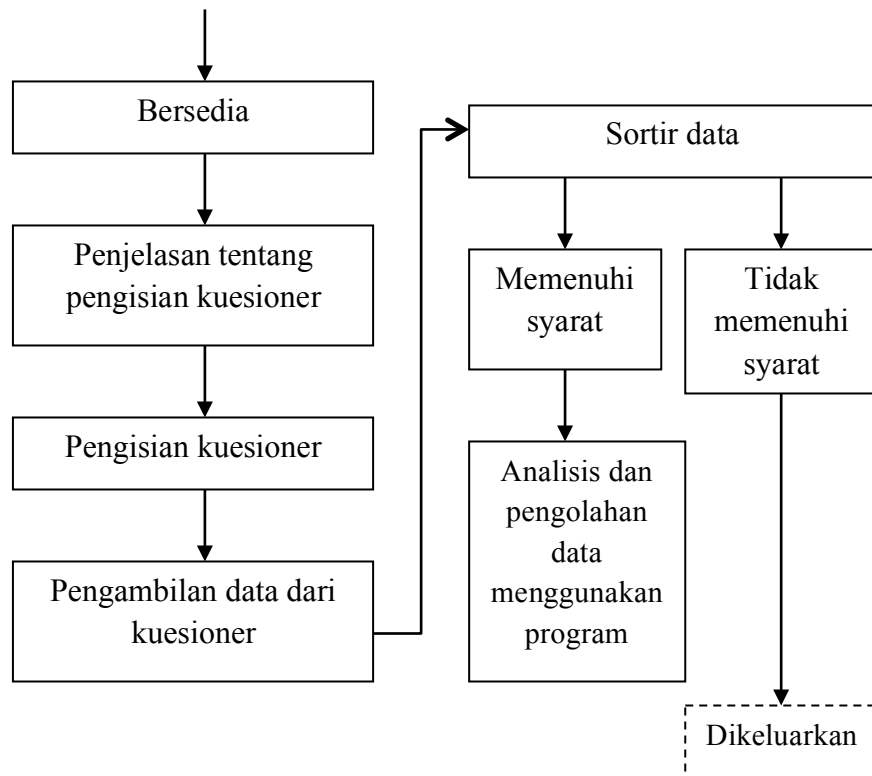 Bersedia
Penjelasan tentang
pengisian kuesioner
Pengisian kuesioner
Pengambilan data dari
kuesioner
Sortir data
Memenuhi
syarat
Tidak
memenuhi
syarat
Analisis dan
pengolahan
data
menggunakan
program
Dikeluarkan